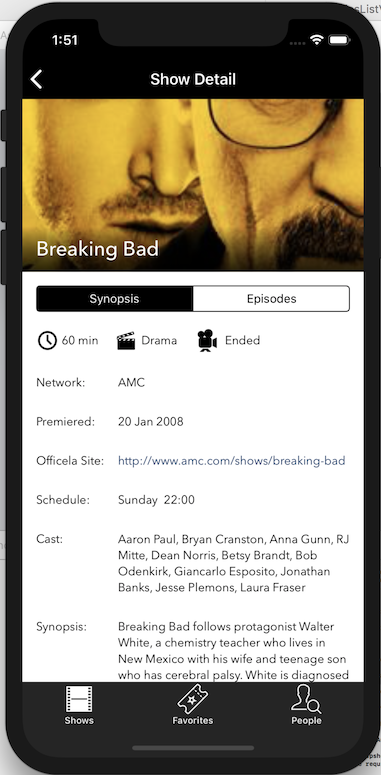 sListV
1:51
Show Detail
Breaking Bad
Synopsis
Episodes
60 min
Drama
Ended
Network: AMC
Premiered: 20 Jan 2008
Officela Site: http://www.amc.com/shows/breaking-bad
Schedule: Sunday 22:00
Cast: Aaron Paul, Bryan Cranston, Anna Gunn, RJ
Mitte, Dean Norris, Betsy Brandt, Bob
Odenkirk, Giancarlo Esposito, Jonathan
Banks, Jesse Plemons, Laura Fraser
Synopsis: Breaking Bad follows protagonist Walter
White, a chemistry teacher who lives in
New Mexico with his wife and teenage son
who has cerebral palsy. White is diagnosed
Shows
Favorites
People